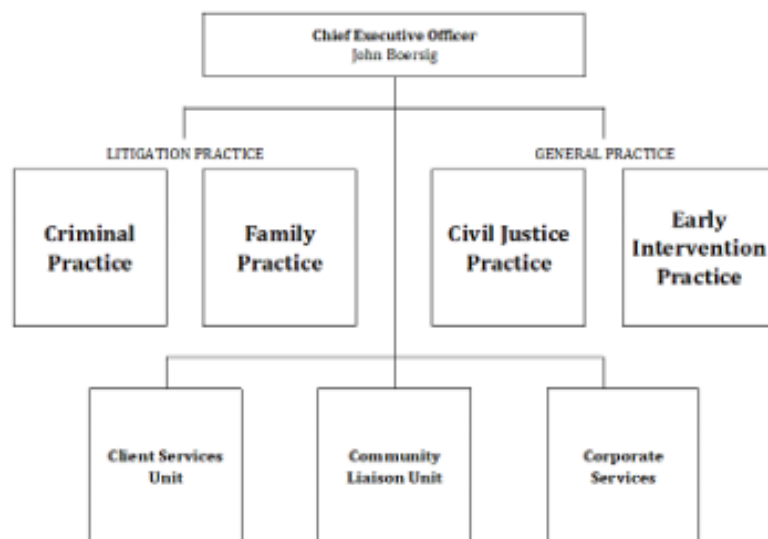 Chief Executive Officer
John Boersig
LITIGATION PRACTICE
GENERAL PRACTICE
Criminal
Practice
Family
Practice
Civil Justice
Practice
Early
Intervention
Practice
Client Services
Unit
Community
Liaison Unit
Corporate
Services